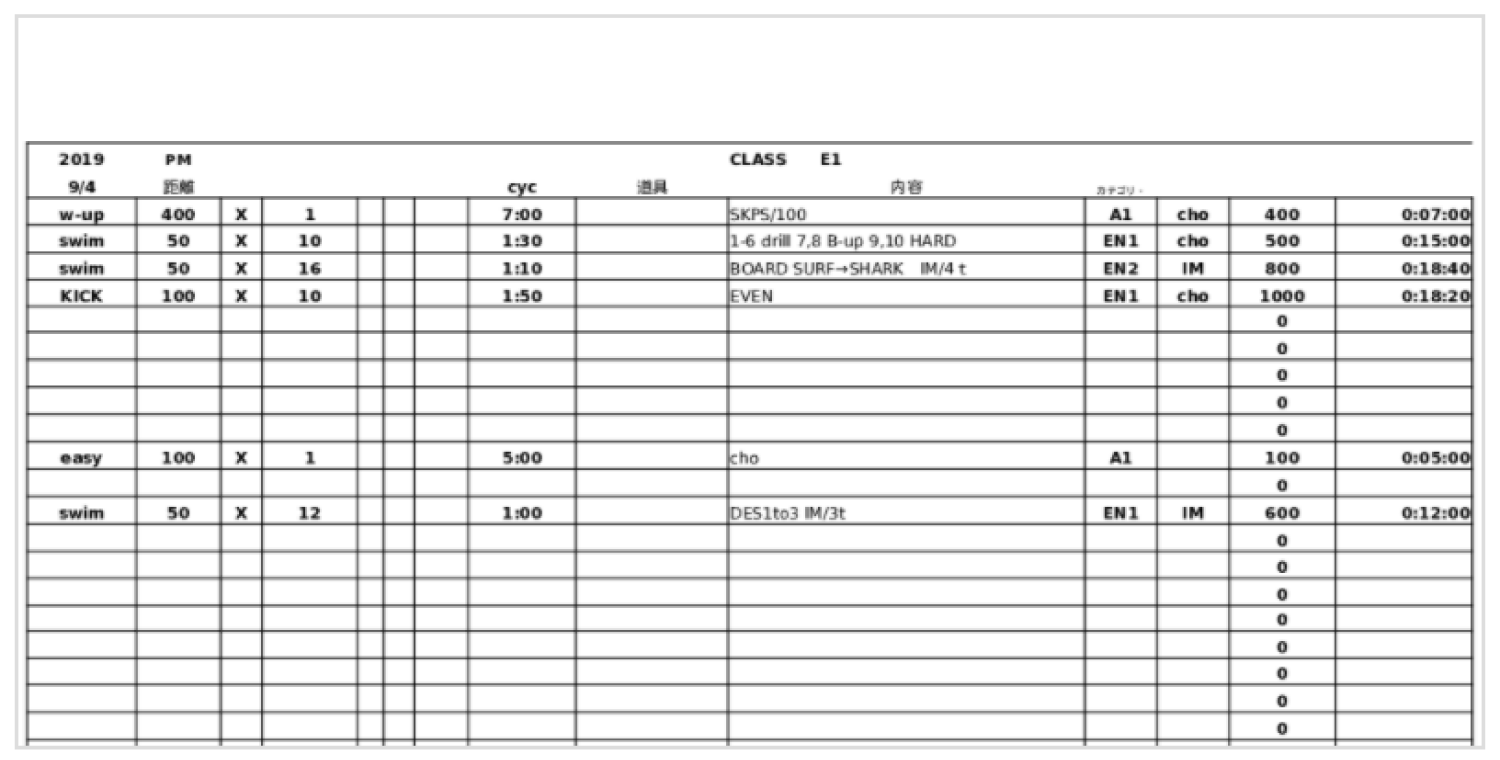 2019 PM CLASS E1
9/4 距離 cyc 道具 内容 カテゴリ-
w-up 400 X 1 7:00 SKPS/100 A1 cho 400 0:07:00
swim 50 X 10 1:30 1-6 drill 7,8 B-up 9,10 HARD EN1 cho 500 0:15:00
swim 50 X 16 1:10 BOARD SURF→SHARK IM/4 t EN2 IM 800 0:18:40
KICK 100 X 10 1:50 EVEN EN1 cho 1000 0:18:20
0
0
0
0
0
easy 100 X 1 5:00 cho A1 100 0:05:00
0
swim 50 X 12 1:00 DES1to3 IM/3t EN1 IM 600 0:12:00
0
0
0
0
0
0
0
0